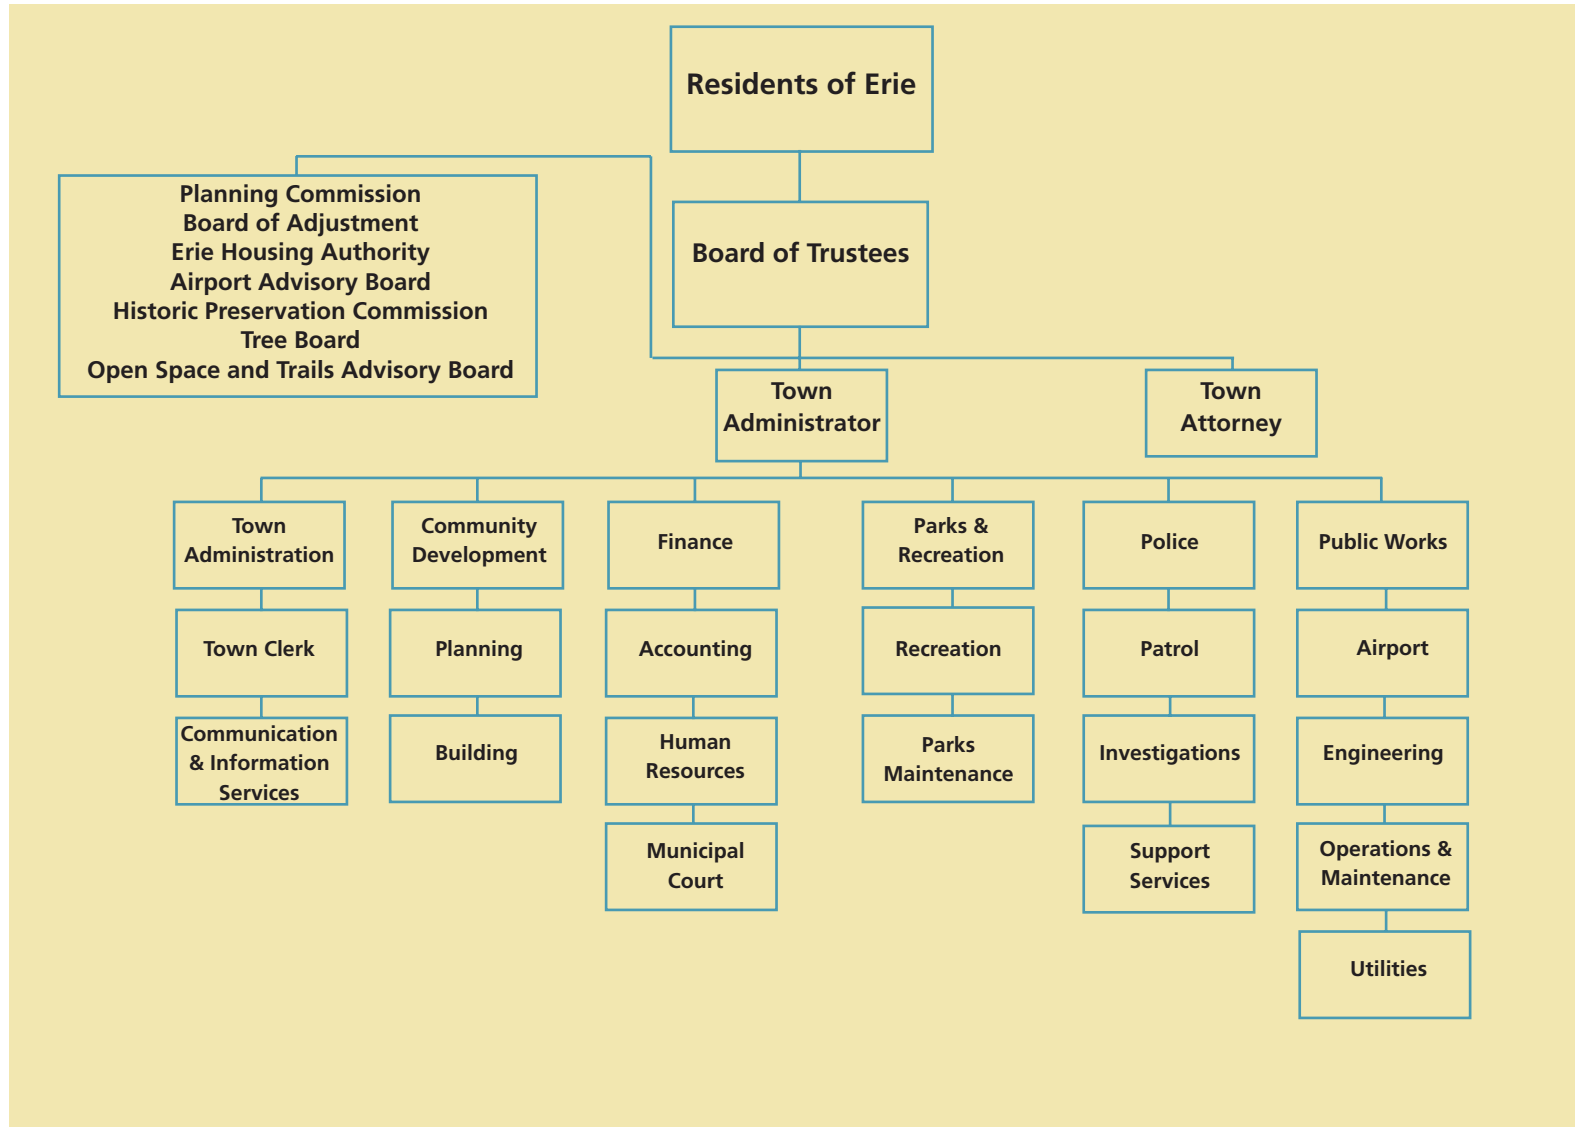 Residents of Erie
Planning Commission
Board of Adjustment
Erie Housing Authority
Airport Advisory Board
Historic Preservation Commission
Tree Board
Open Space and Trails Advisory Board
Board of Trustees
Town
Administrator
Town
Attorney
Town
Administration
Community
Development
Finance
Parks &
Recreation
Police
Public Works
Town Clerk
Planning
Accounting
Recreation
Patrol
Airport
Communication
& Information
Services
Building
Human
Resources
Parks
Maintenance
Investigations
Engineering
Municipal
Court
Support
Services
Operations &
Maintenance
Utilities